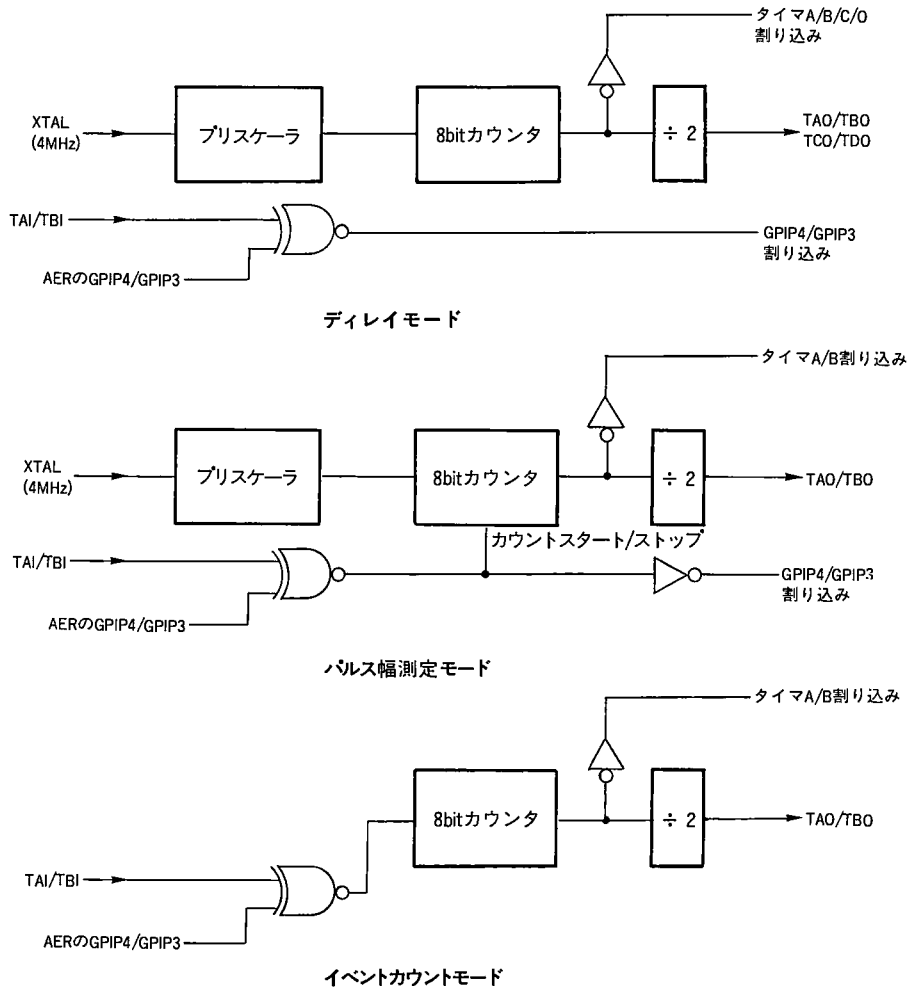 タイマA/B/C/O
割り込み
XTAL
(4MHz)
プリスケーラ
8bitカウンタ
÷ 2
TAO/TBO
TCO/TDO
TAI/TBI
GPIP4/GPIP3
割り込み
AERのGPIP4/GPIP3
ディレイモード
タイマA/B割り込み
XTAL
(4MHz)
プリスケーラ
8bitカウンタ
÷ 2
TAO/TBO
カウントスタート/ストップ
TAI/TBI
GPIP4/GPIP3
割り込み
AERのGPIP4/GPIP3
パルス幅測定モード
タイマA/B割り込み
8bitカウンタ
÷ 2
TAO/TBO
TAI/TBI
AERのGPIP4/GPIP3
イベントカウントモード